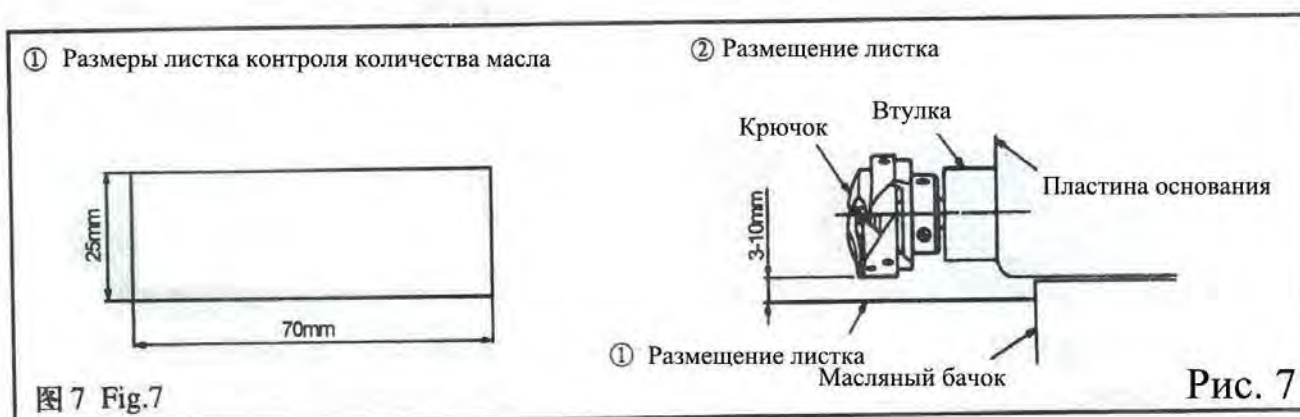 ① Размеры листка контроля количества масла
25mm
70mm
图 7 Fig.7
② Размещение листка
Крючок
Втулка
Пластина основания
3-10mm
① Размещение листка
Масляный бачок
Рис. 7